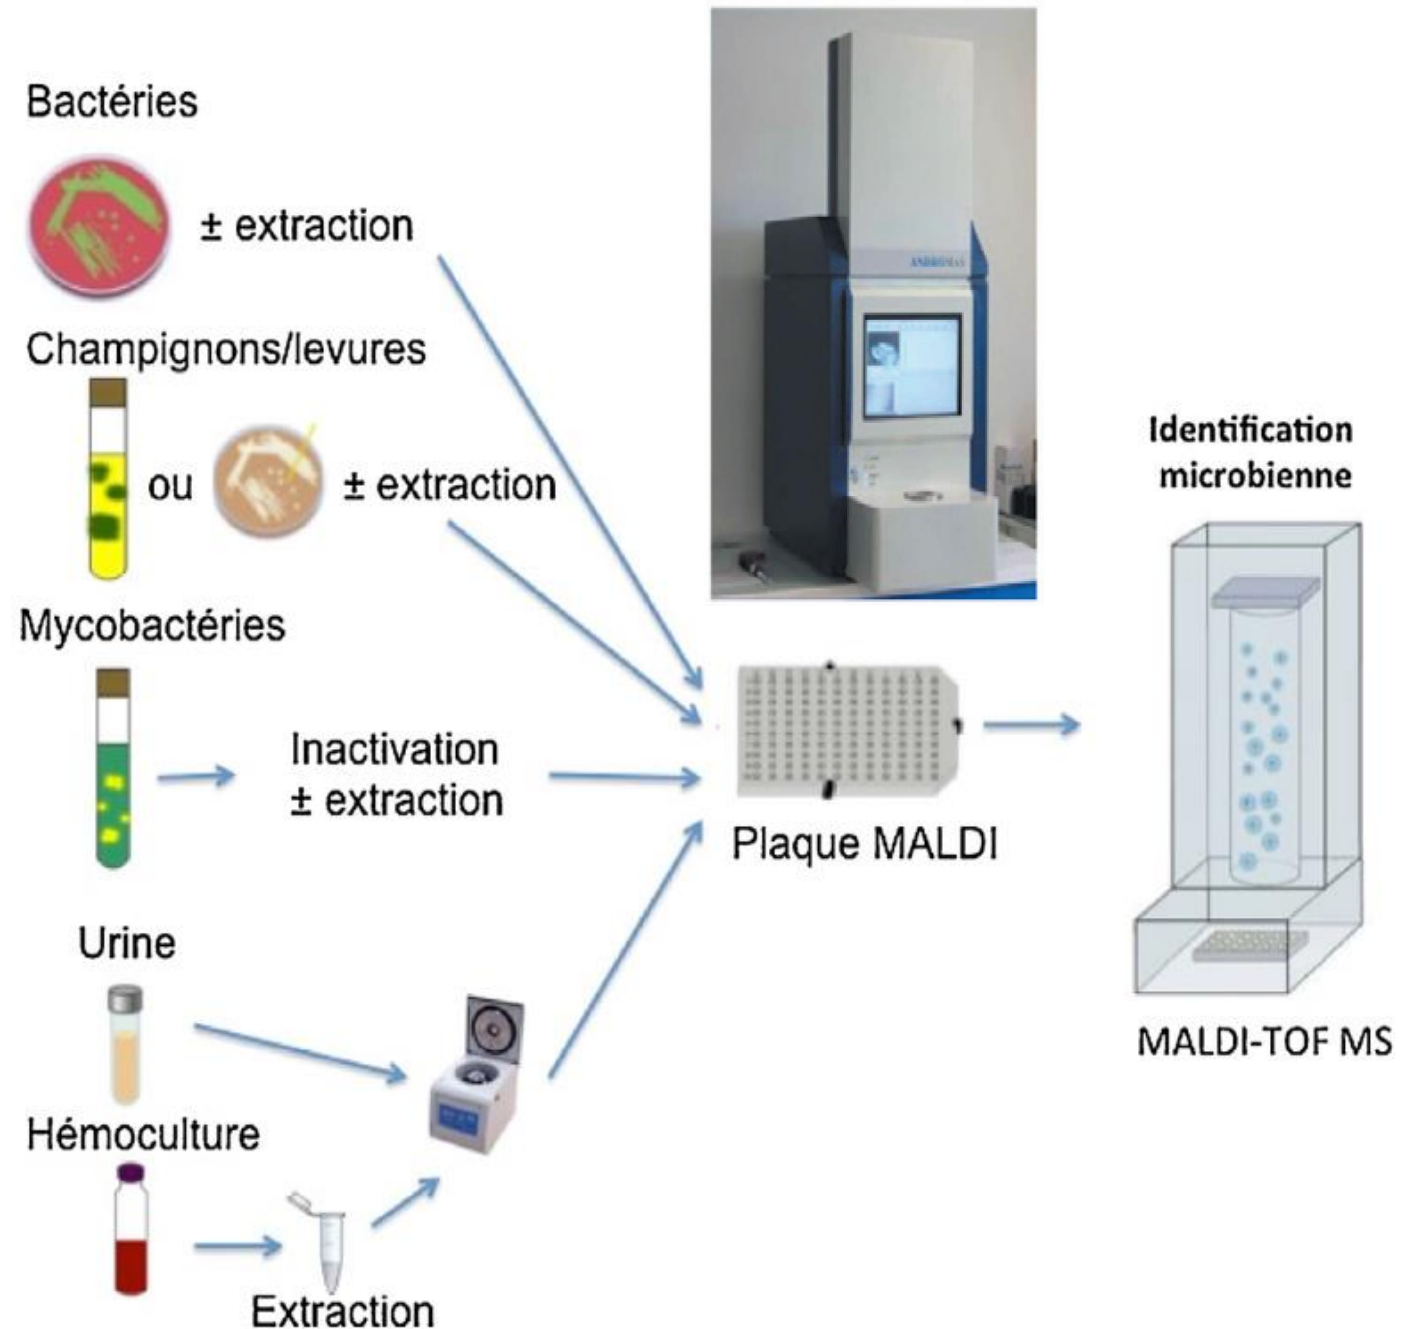 Bactéries
± extraction
Champignons/levures
ou
± extraction
Mycobactéries
Inactivation
± extraction
Urine
Hémoculture
Extraction
ANDROMAS
Plaque MALDI
Identification
microbienne
MALDI-TOF MS